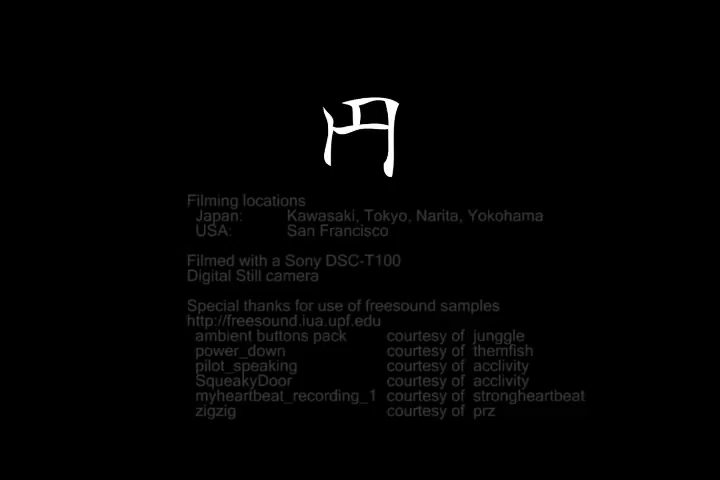 円
Filming locations
Japan: Kawasaki, Tokyo, Narita, Yokohama
USA: San Francisco
Filmed with a Sony DSC-T100
Digital Still camera
Special thanks for use of freesound samples
http://freesound.iua.upf.edu
ambient buttons pack courtesy of junggle
power_down courtesy of themfish
pilot_speaking courtesy of acclivity
SqueakyDoor courtesy of acclivity
myheartbeat_recording_1 courtesy of strongheartbeat
zigzig courtesy of prz